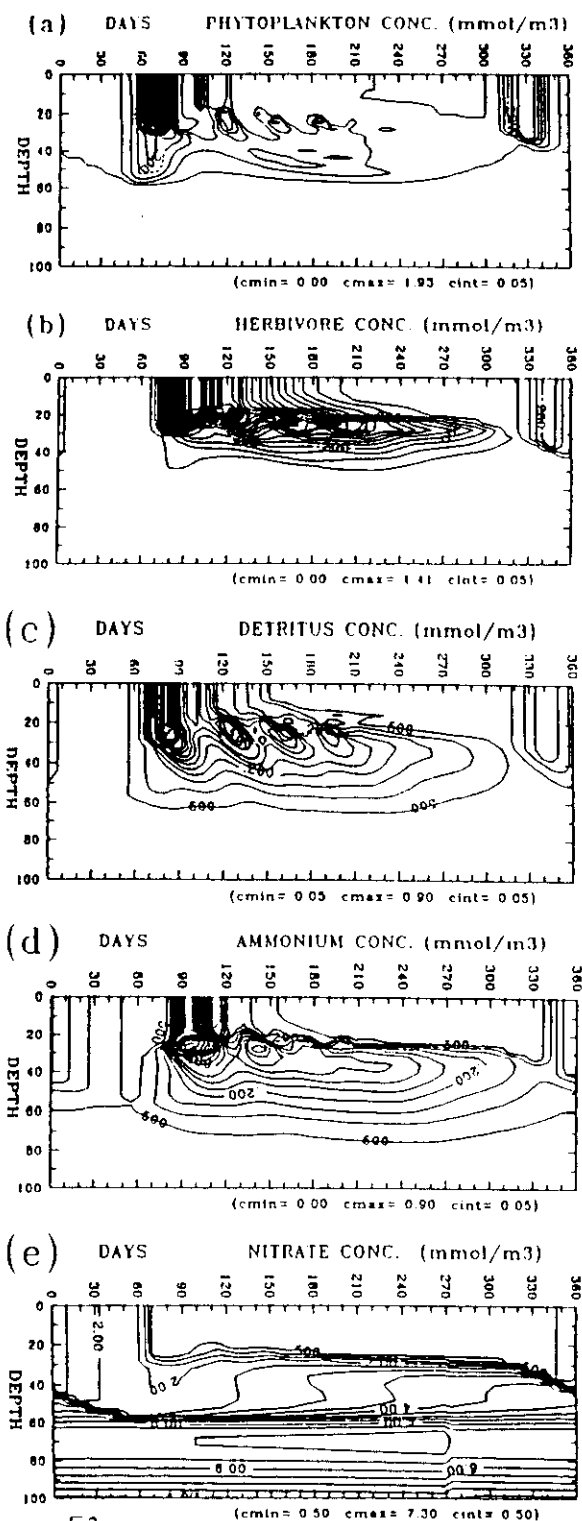 (a) DAYS PHYTOPLANKTON CONC. (mmol/m3)
0 30 60 90 120 150 180 210 240 270 300 330 360
0
20
40
60
80
100
DEPTH
(cmin= 0.00 cmax= 1.93 cint= 0.05)
(b) DAYS HERBIVORE CONC. (mmol/m3)
0 30 60 90 120 150 180 210 240 270 300 330 360
0
20
40
60
80
100
DEPTH
(cmin= 0.00 cmax= 1.41 cint= 0.05)
(c) DAYS DETRITUS CONC. (mmol/m3)
0 30 60 90 120 150 180 210 240 270 300 330 360
0
20
40
60
80
100
DEPTH
(cmin= 0.05 cmax= 0.90 cint= 0.05)
(d) DAYS AMMONIUM CONC. (mmol/m3)
0 30 60 90 120 150 180 210 240 270 300 330 360
0
20
40
60
80
100
DEPTH
.200
(cmin= 0.00 cmax= 0.90 cint= 0.05)
(e) DAYS NITRATE CONC. (mmol/m3)
0 30 60 90 120 150 180 210 240 270 300 330 360
0
20
40
60
80
100
DEPTH
2.00
2.00
4.00
6.00
6.00
(cmin= 0.50 cmax= 7.30 cint= 0.50)